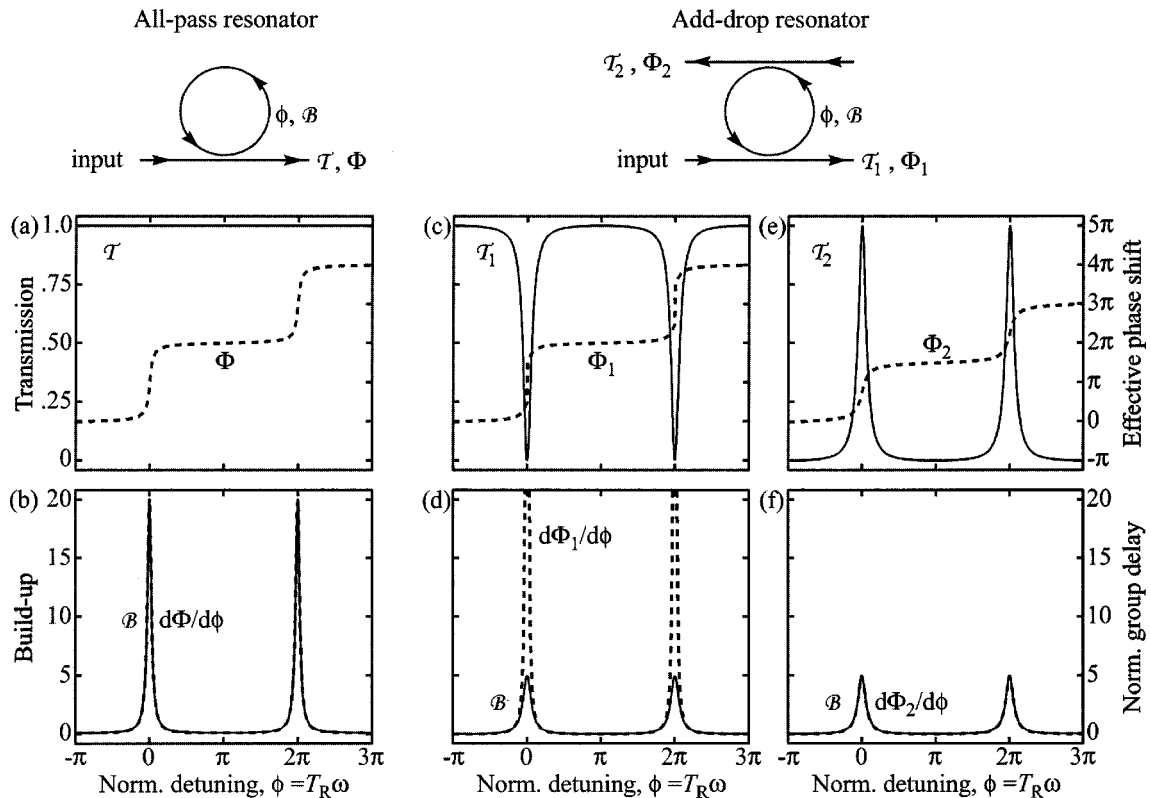 All-pass resonator
Add-drop resonator
𝒯₂ , Φ₂
ϕ, ℬ
ϕ, ℬ
input
𝒯, Φ
input
𝒯₁ , Φ₁
(a)
1.0
𝒯
.75
.50
.25
0
Transmission
Φ
(c)
𝒯₁
Φ₁
(e)
𝒯₂
Φ₂
5π
4π
3π
2π
π
0
-π
Effective phase shift
(b)
20
15
10
5
0
Build-up
ℬ
dΦ/dϕ
-π
0
π
2π
3π
Norm. detuning, ϕ =T_Rω
(d)
dΦ₁/dϕ
ℬ
-π
0
π
2π
3π
Norm. detuning, ϕ =T_Rω
(f)
ℬ
dΦ₂/dϕ
20
15
10
5
0
Norm. group delay
0
π
2π
3π